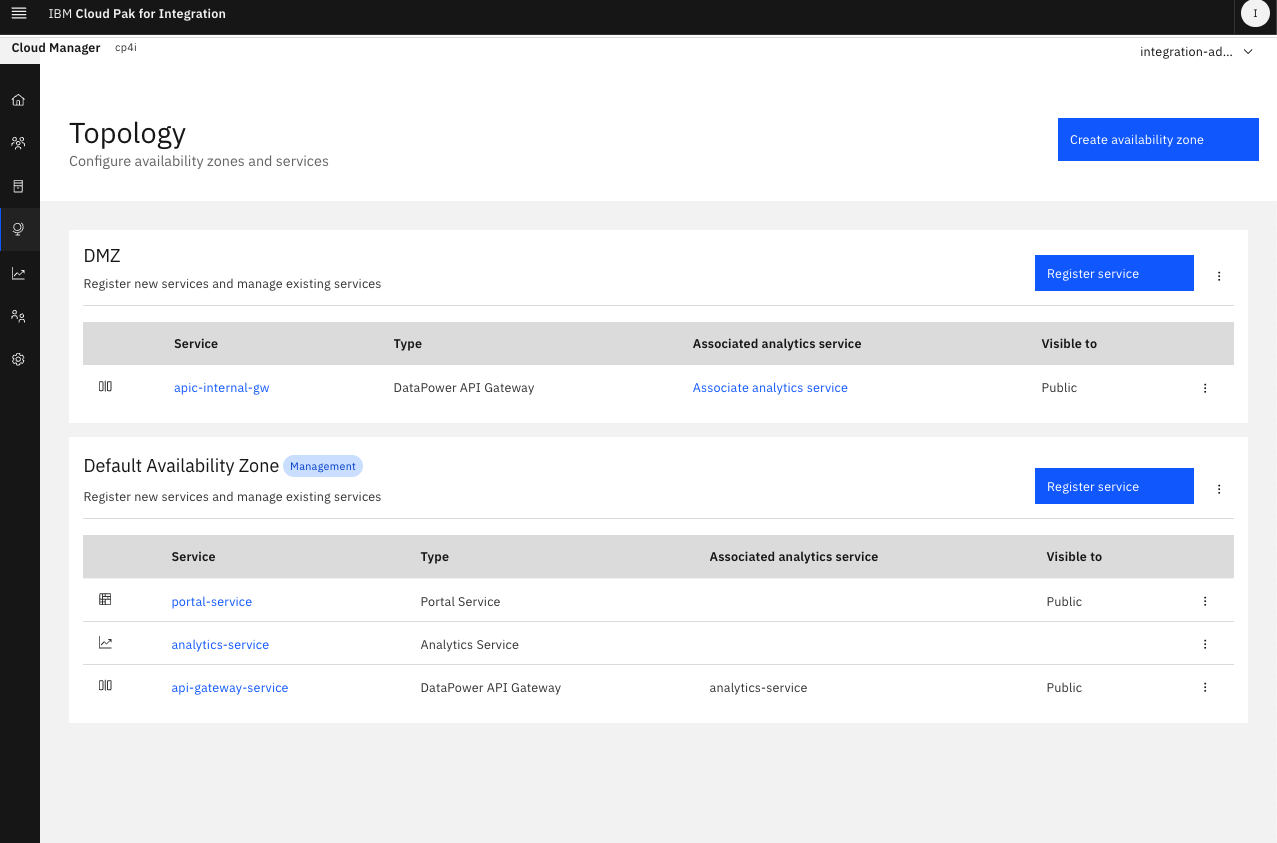 IBM Cloud Pak for Integration
I
Cloud Manager cp4i
integration-ad...
Topology
Configure availability zones and services
Create availability zone
DMZ
Register new services and manage existing services
Register service
Service Type Associated analytics service Visible to
apic-internal-gw DataPower API Gateway Associate analytics service Public
Default Availability Zone Management
Register new services and manage existing services
Register service
Service Type Associated analytics service Visible to
portal-service Portal Service Public
analytics-service Analytics Service
api-gateway-service DataPower API Gateway analytics-service Public